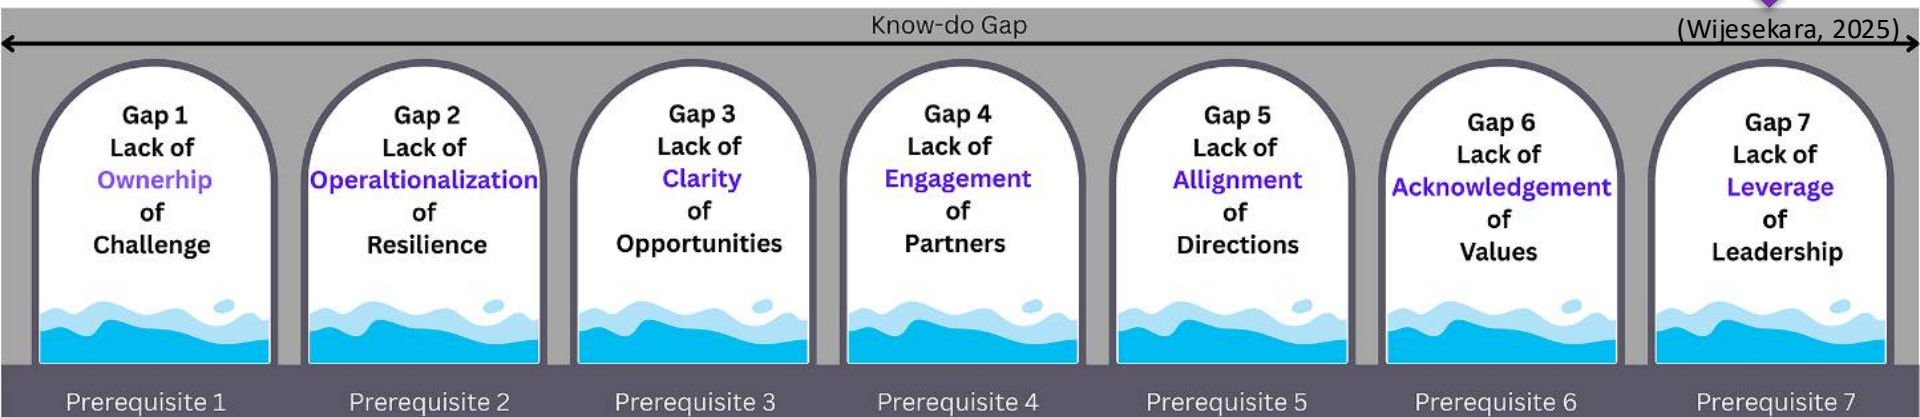 Know-do Gap
(Wijesekara, 2025)
Gap 1
Lack of
Ownerhip
of
Challenge
Gap 2
Lack of
Operaltionalization
of
Resilience
Gap 3
Lack of
Clarity
of
Opportunities
Gap 4
Lack of
Engagement
of
Partners
Gap 5
Lack of
Allignment
of
Directions
Gap 6
Lack of
Acknowledgement
of
Values
Gap 7
Lack of
Leverage
of
Leadership
Prerequisite 1
Prerequisite 2
Prerequisite 3
Prerequisite 4
Prerequisite 5
Prerequisite 6
Prerequisite 7